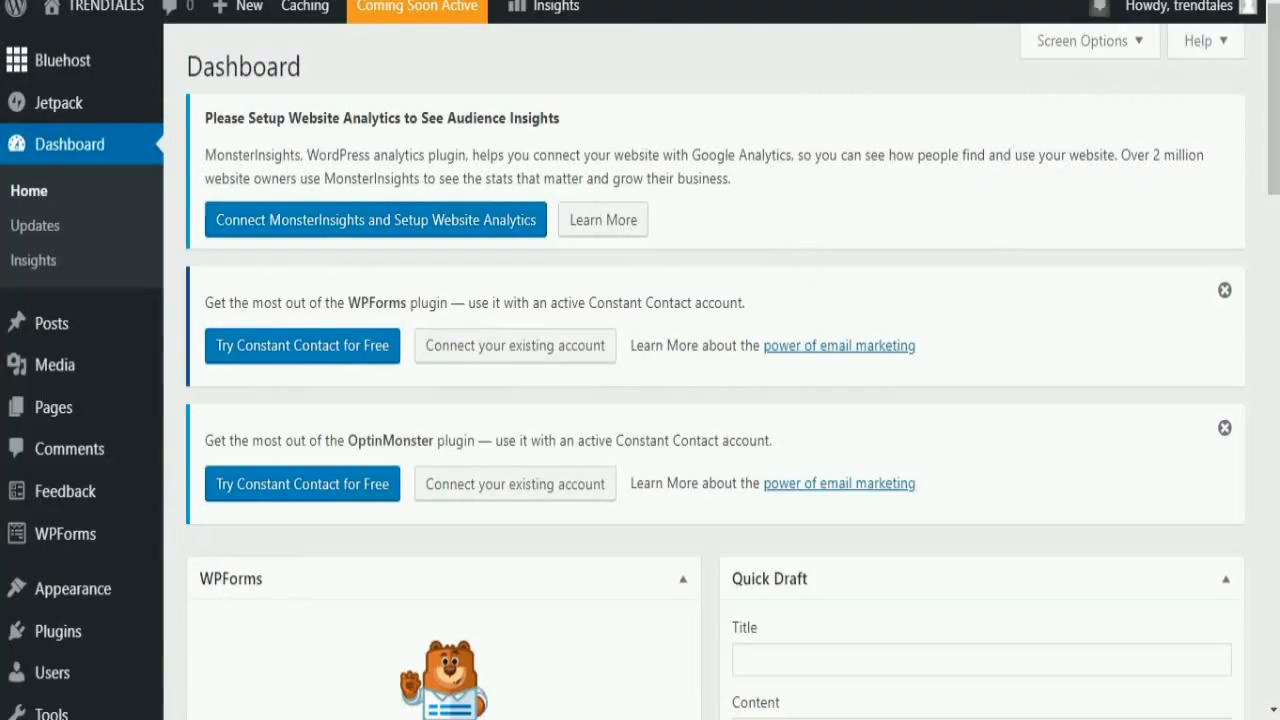 TRENDTALES 0 New Caching Coming Soon Active Insights Howdy, trendtales
Screen Options Help
Bluehost
Jetpack
Dashboard
Home
Updates
Insights
Posts
Media
Pages
Comments
Feedback
WPForms
Appearance
Plugins
Users
Tools
Dashboard
Please Setup Website Analytics to See Audience Insights
MonsterInsights, WordPress analytics plugin, helps you connect your website with Google Analytics, so you can see how people find and use your website. Over 2 million
website owners use MonsterInsights to see the stats that matter and grow their business.
Connect MonsterInsights and Setup Website Analytics Learn More
Get the most out of the WPForms plugin — use it with an active Constant Contact account.
Try Constant Contact for Free Connect your existing account Learn More about the power of email marketing
Get the most out of the OptinMonster plugin — use it with an active Constant Contact account.
Try Constant Contact for Free Connect your existing account Learn More about the power of email marketing
WPForms
Quick Draft
Title
Content